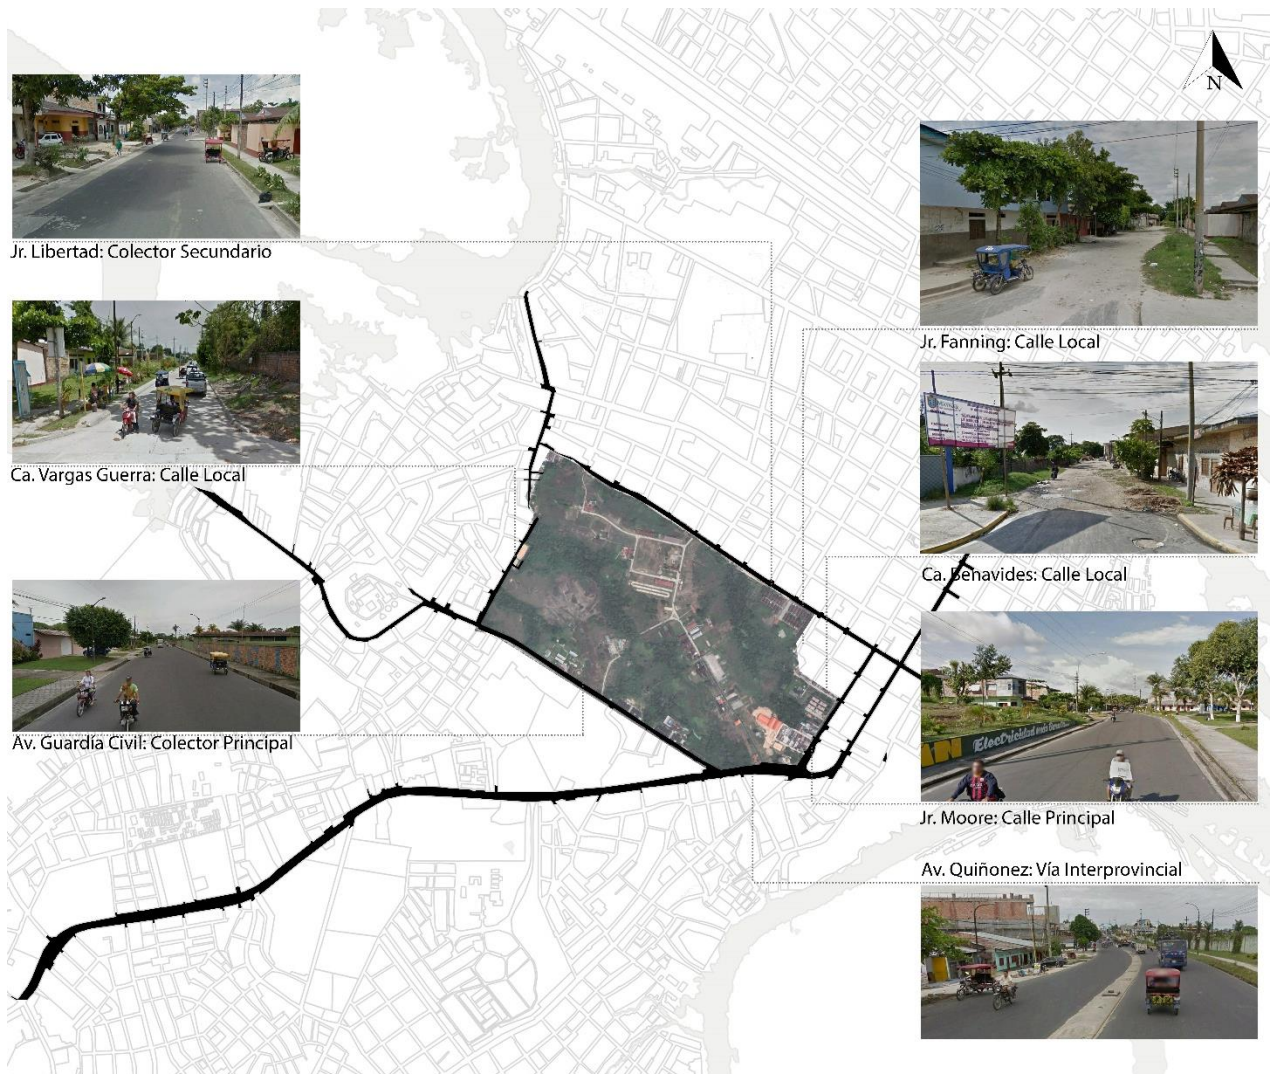 N
Jr. Libertad: Colector Secundario
Jr. Fanning: Calle Local
Ca. Vargas Guerra: Calle Local
Ca. Benavides: Calle Local
Av. Guardía Civil: Colector Principal
Electricidad
Jr. Moore: Calle Principal
Av. Quiñonez: Vía Interprovincial